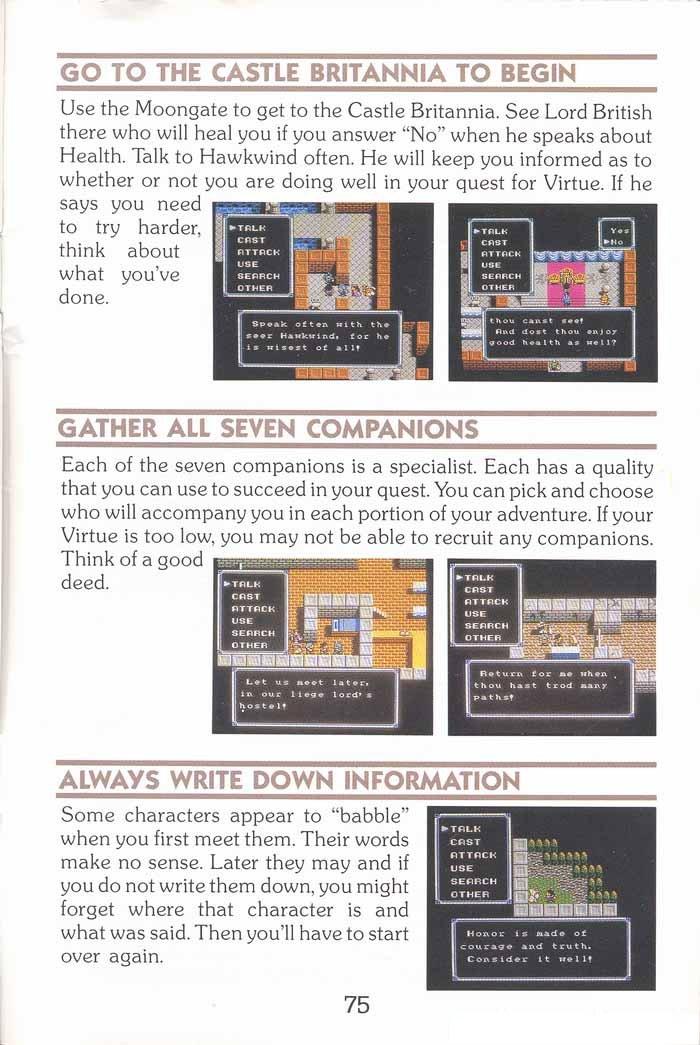 GO TO THE CASTLE BRITANNIA TO BEGIN
Use the Moongate to get to the Castle Britannia. See Lord British
there who will heal you if you answer “No” when he speaks about
Health. Talk to Hawkwind often. He will keep you informed as to
whether or not you are doing well in your quest for Virtue. If he
says you need
to try harder,
think about
what you've
done.
TALK
CAST
ATTACK
USE
SEARCH
OTHER
Speak often with the
seer Hawkwind, for he
is wisest of all!
TALK
CAST
ATTACK
USE
SEARCH
OTHER
Yes
No
thou canst see!
And dost thou enjoy
good health as well?
GATHER ALL SEVEN COMPANIONS
Each of the seven companions is a specialist. Each has a quality
that you can use to succeed in your quest. You can pick and choose
who will accompany you in each portion of your adventure. If your
Virtue is too low, you may not be able to recruit any companions.
Think of a good
deed.
TALK
CAST
ATTACK
USE
SEARCH
OTHER
Let us meet later,
in our liege lord's
hostel!
TALK
CAST
ATTACK
USE
SEARCH
OTHER
Return for me when
thou hast trod many
paths!
ALWAYS WRITE DOWN INFORMATION
Some characters appear to “babble”
when you first meet them. Their words
make no sense. Later they may and if
you do not write them down, you might
forget where that character is and
what was said. Then you'll have to start
over again.
TALK
CAST
ATTACK
USE
SEARCH
OTHER
Honor is made of
courage and truth.
Consider it well!
75